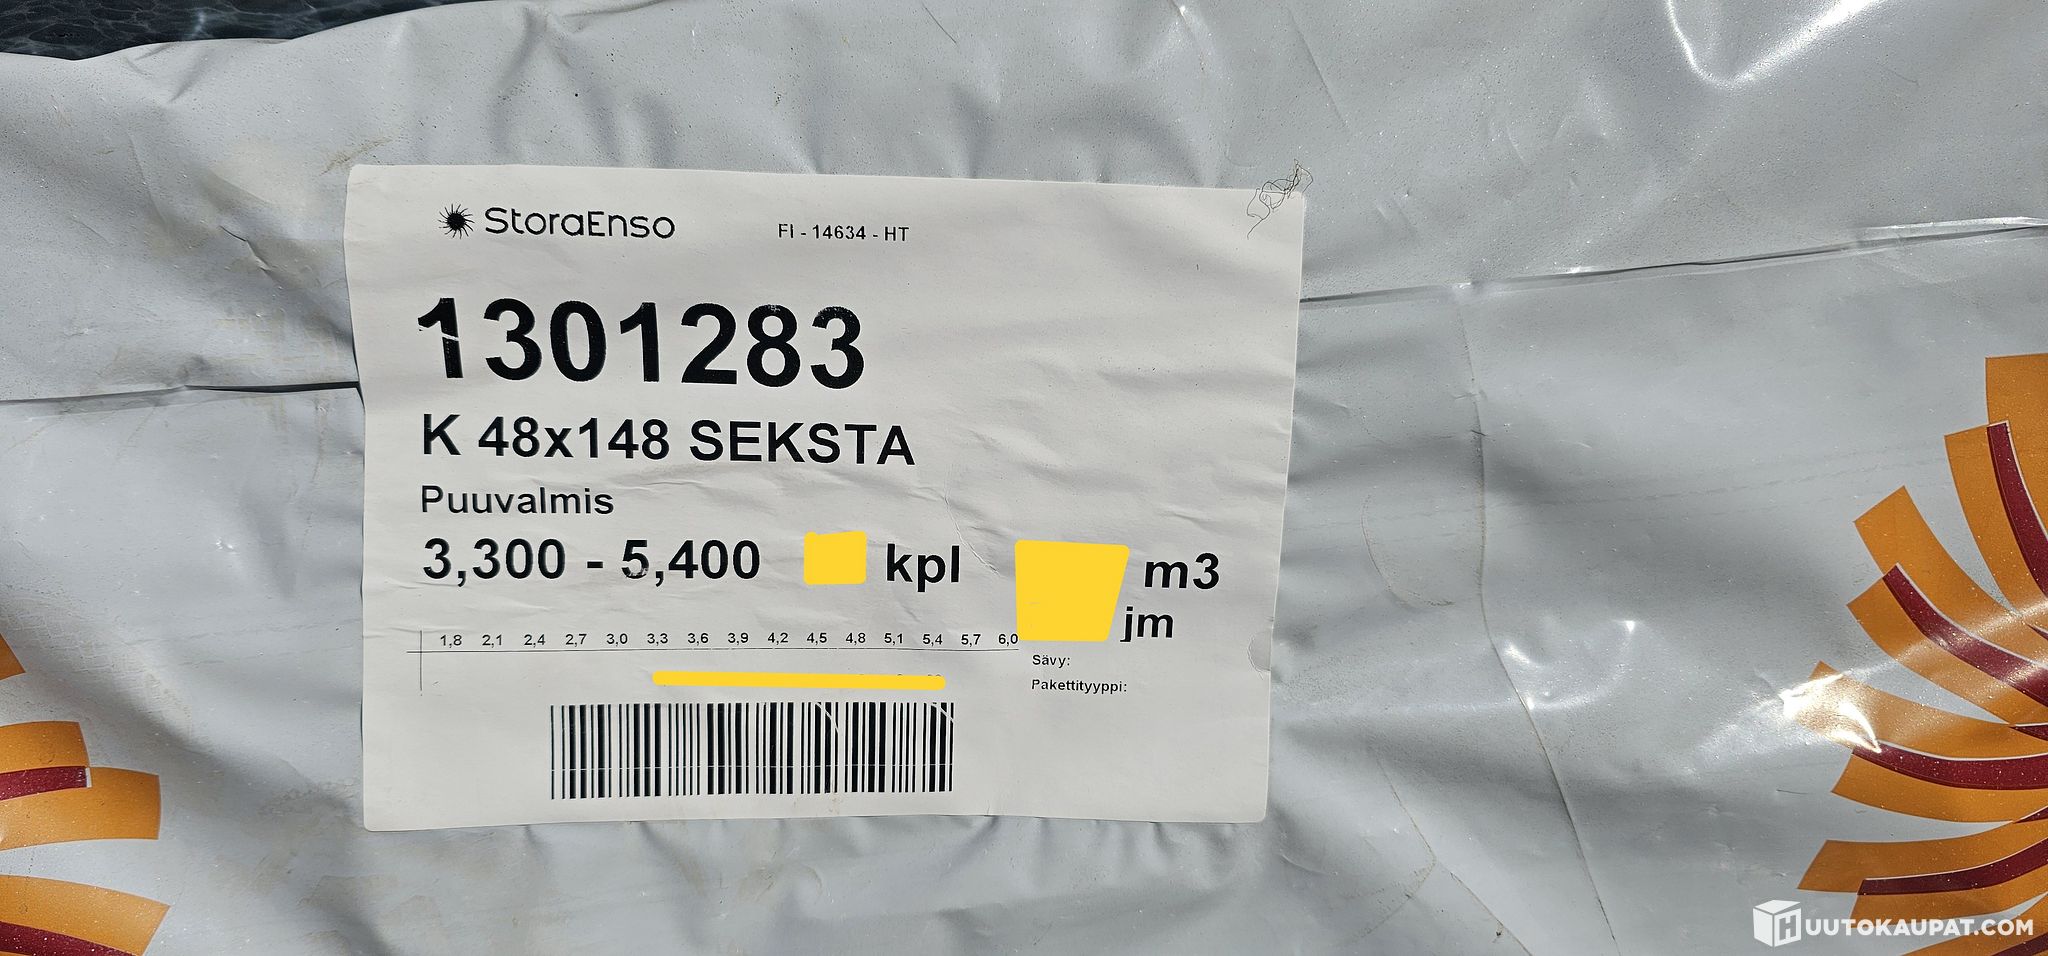 StoraEnso FI - 14634 - HT
1301283
K 48x148 SEKSTA
Puuvalmis
3,300 - 5,400 kpl m3
jm
1,8 2,1 2,4 2,7 3,0 3,3 3,6 3,9 4,2 4,5 4,8 5,1 5,4 5,7 6,0
Sävy:
Pakettityyppi:
HUUTOKAUPAT.COM